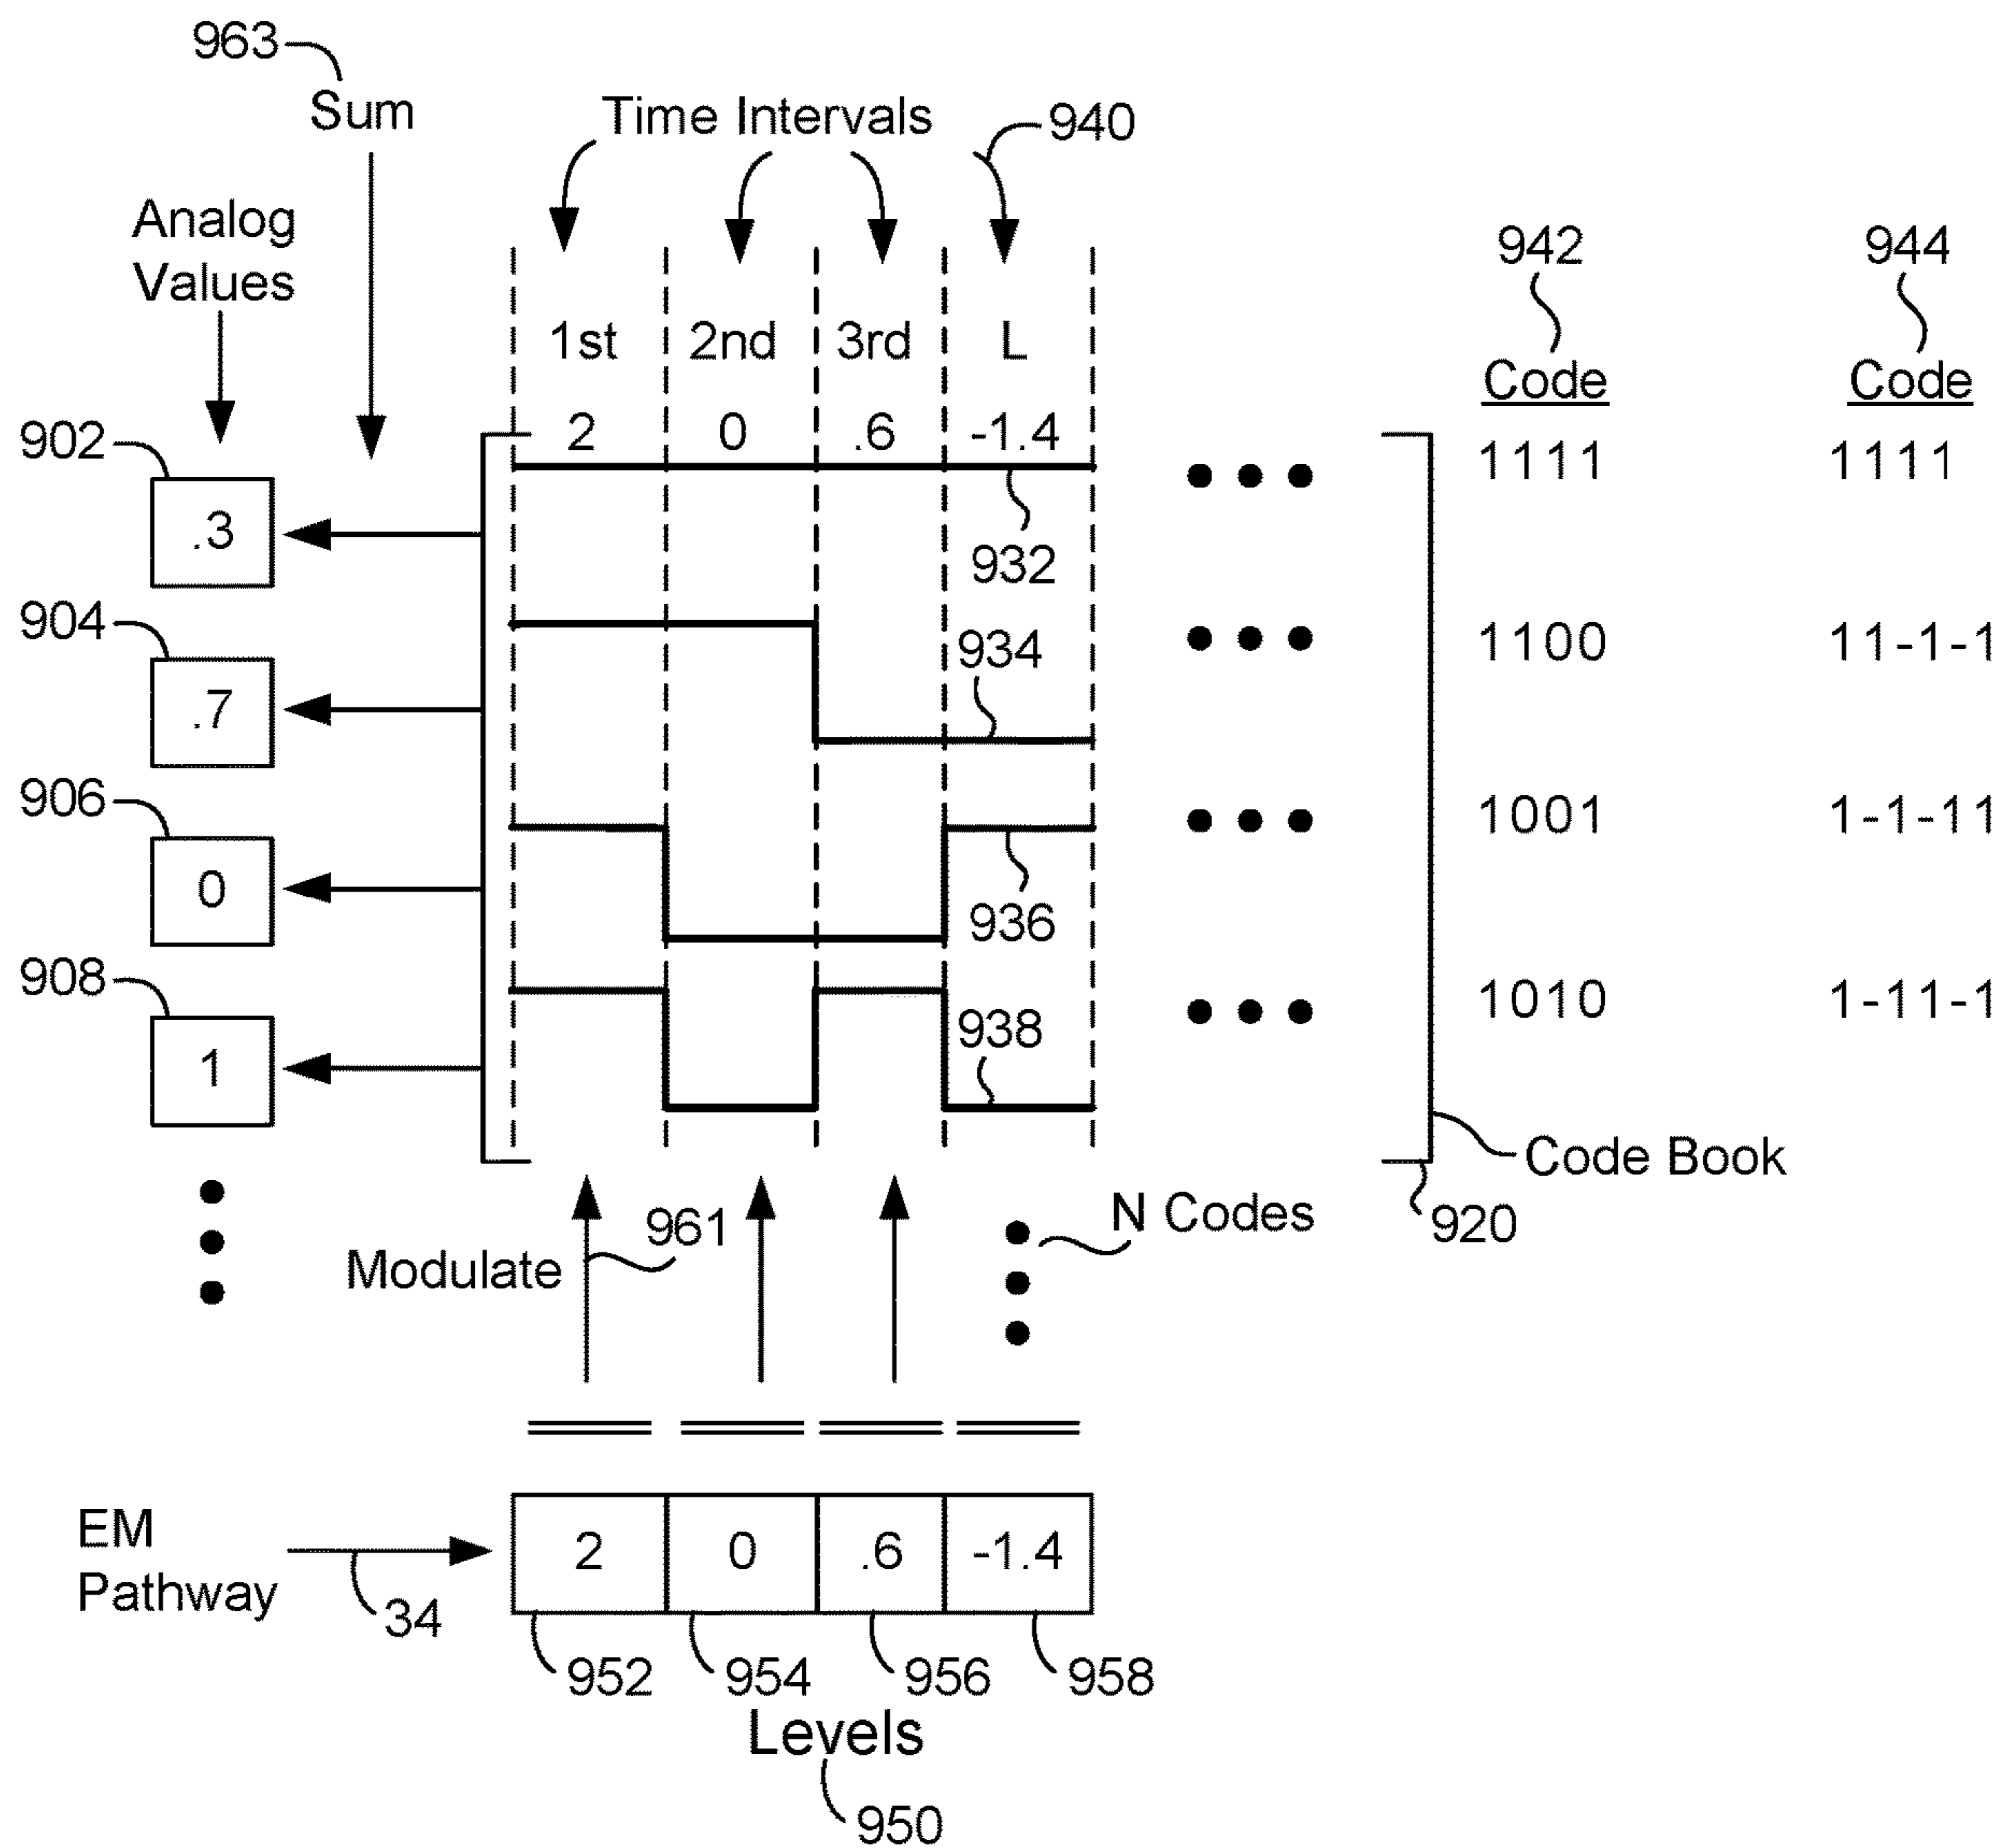 963
Sum
Time Intervals
940
Analog
Values
942
944
1st 2nd 3rd L
Code Code
2 0 .6 -1.4
902
1111 1111
.3
932
904
934
1100 11-1-1
.7
906
1001 1-1-11
0
936
908
938
1010 1-11-1
1
Code Book
N Codes
920
961
Modulate
EM
Pathway
34
2 0 .6 -1.4
952 954 956 958
Levels
950